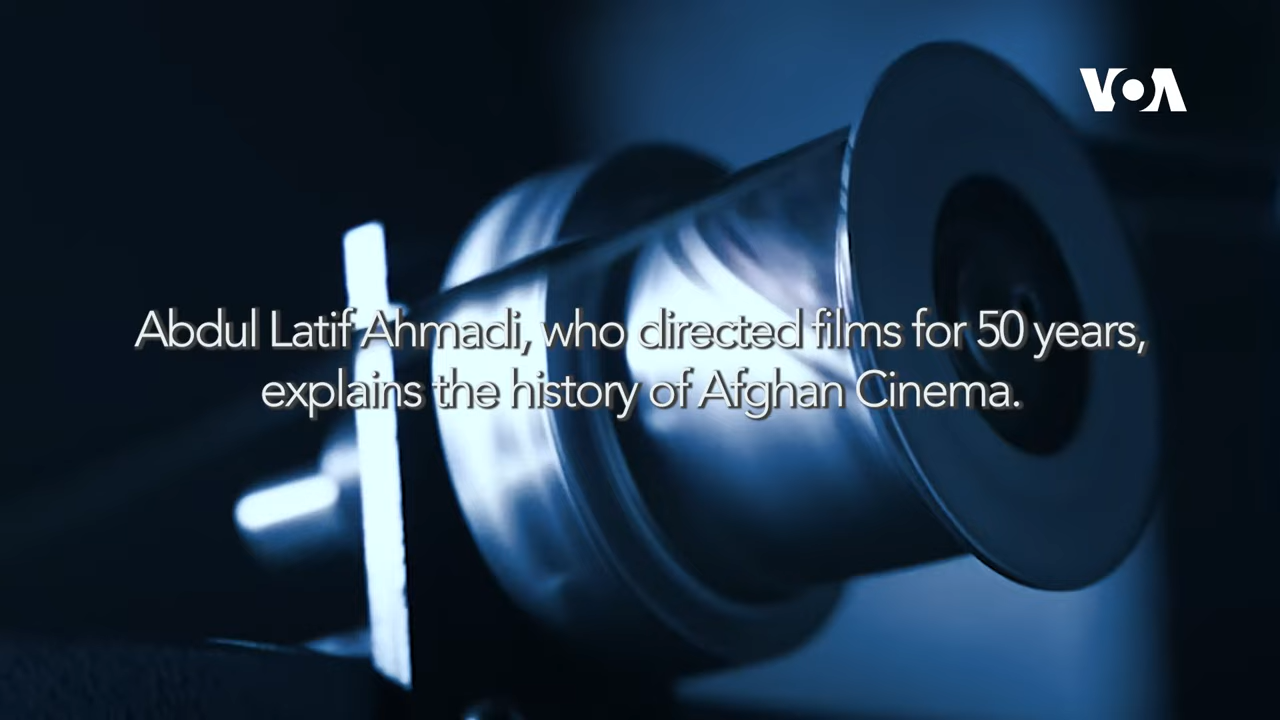 VOA
Abdul Latif Ahmadi, who directed films for 50 years,
explains the history of Afghan Cinema.